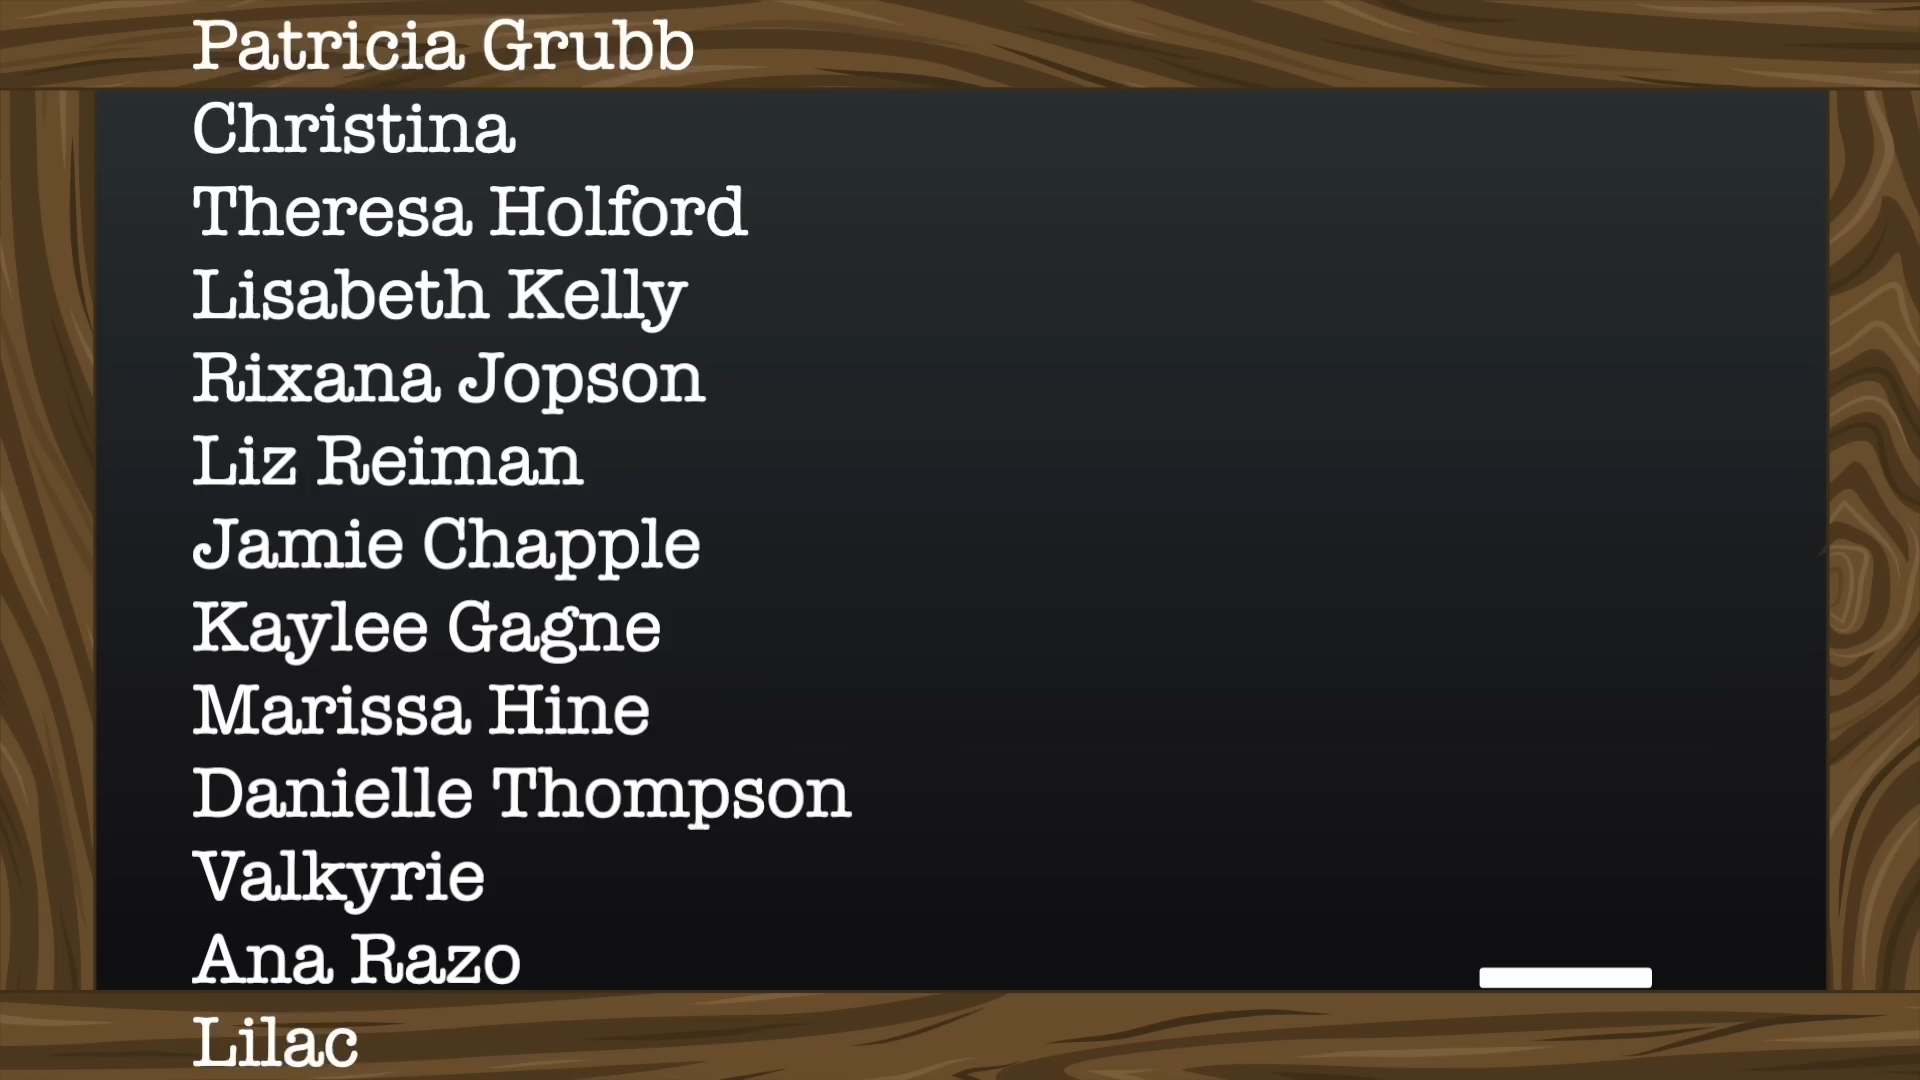 Patricia Grubb
Christina
Theresa Holford
Lisabeth Kelly
Rixana Jopson
Liz Reiman
Jamie Chapple
Kaylee Gagne
Marissa Hine
Danielle Thompson
Valkyrie
Ana Razo
Lilac